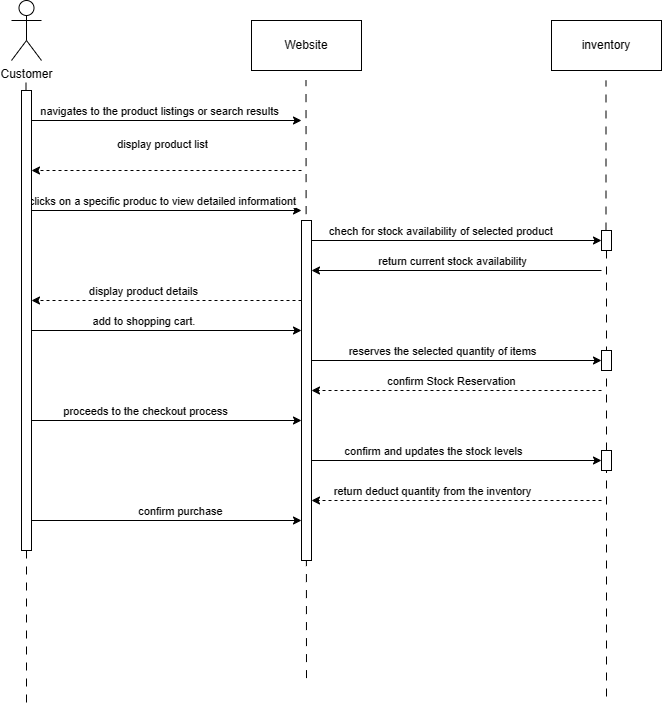 Customer
Website
inventory
navigates to the product listings or search results
display product list
clicks on a specific produc to view detailed informationt
chech for stock availability of selected product
return current stock availability
display product details
add to shopping cart.
reserves the selected quantity of items
confirm Stock Reservation
proceeds to the checkout process
confirm and updates the stock levels
return deduct quantity from the inventory
confirm purchase